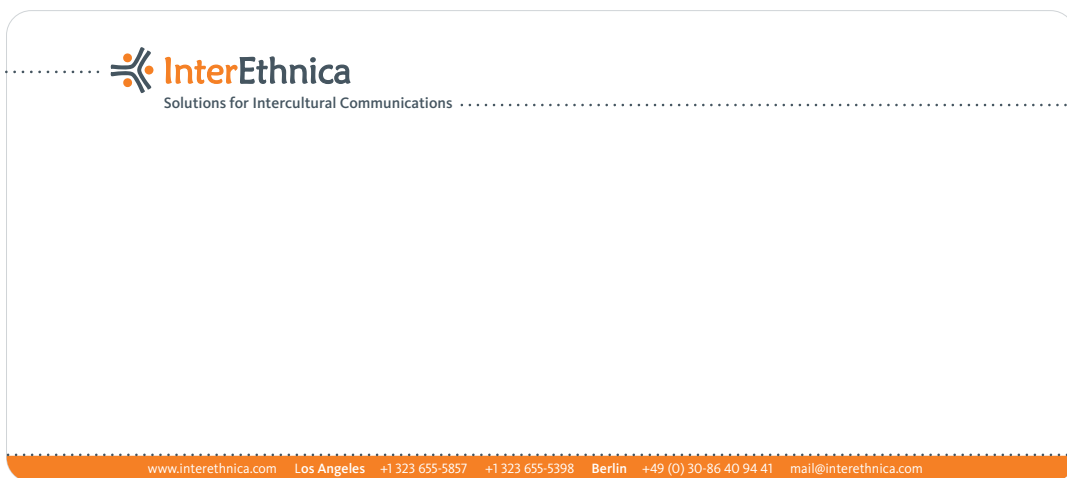 InterEthnica
Solutions for Intercultural Communications
www.interethnica.com Los Angeles +1 323 655-5857 +1 323 655-5398 Berlin +49 (0) 30-86 40 94 41 mail@interethnica.com